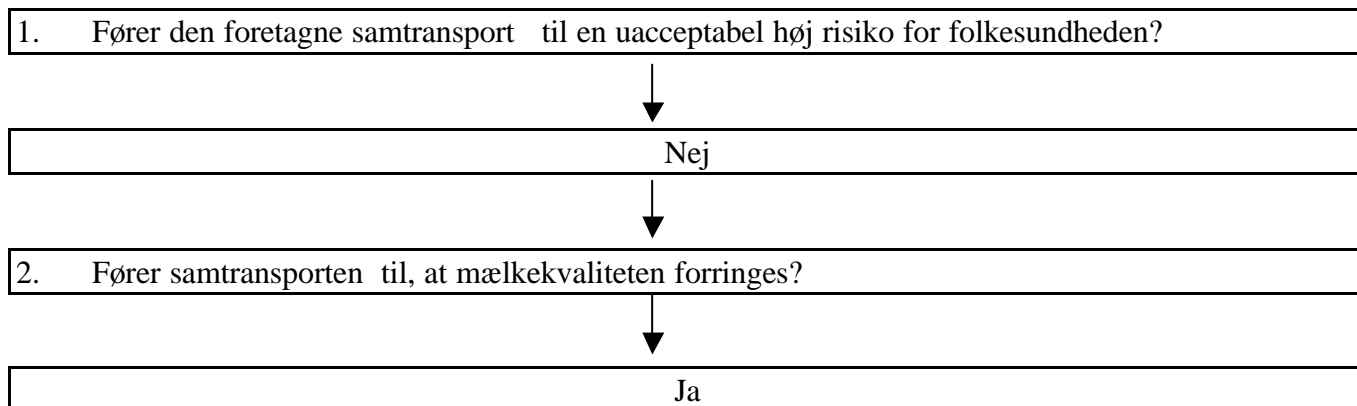 1. Fører den foretagne samtransport til en uacceptabel høj risiko for folkesundheden?
Nej
2. Fører samtransporten til, at mælkekvaliteten forringes?
Ja